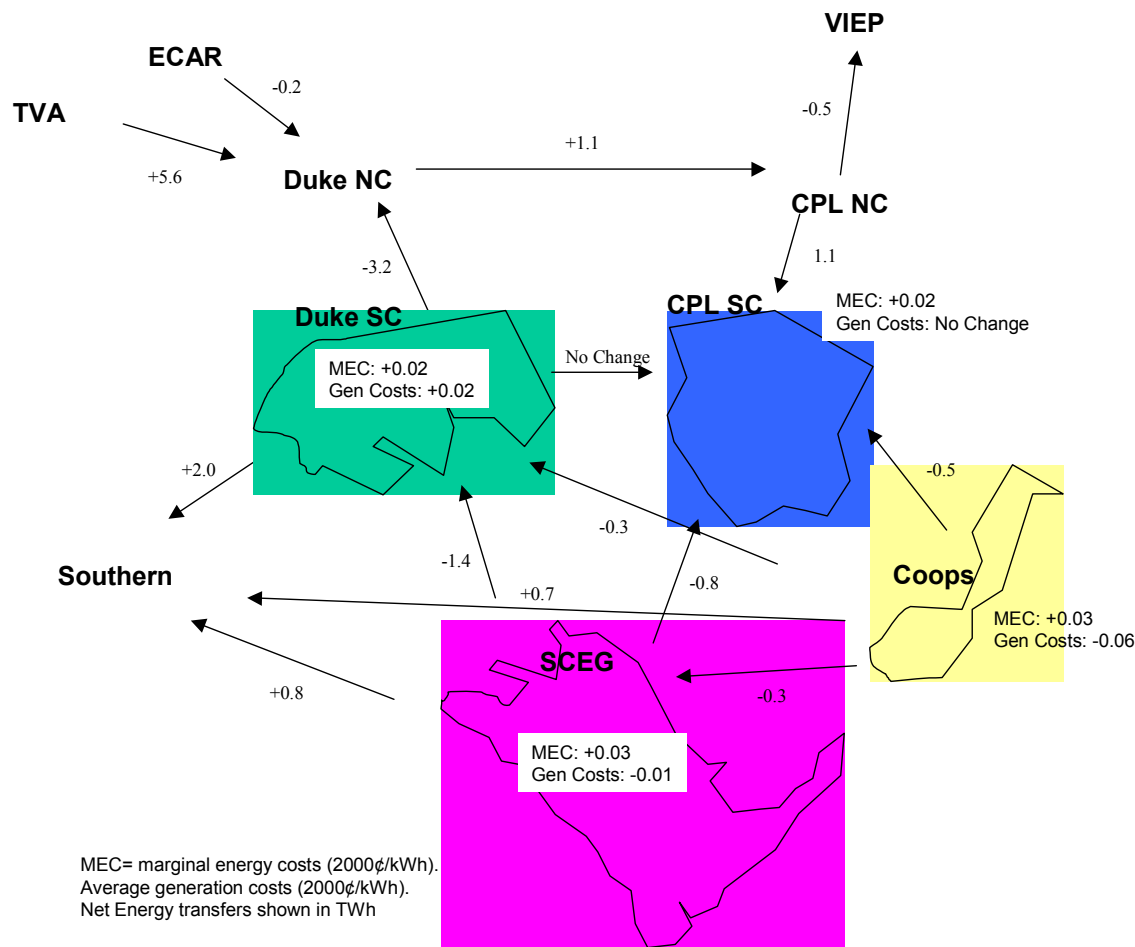 VIEP
ECAR
-0.2
-0.5
TVA
+1.1
+5.6
Duke NC
CPL NC
-3.2
1.1
CPL SC
MEC: +0.02
Gen Costs: No Change
Duke SC
No Change
MEC: +0.02
Gen Costs: +0.02
+2.0
-0.5
-0.3
-1.4
-0.8
Southern
Coops
+0.7
MEC: +0.03
Gen Costs: -0.06
SCEG
+0.8
-0.3
MEC: +0.03
Gen Costs: -0.01
MEC= marginal energy costs (2000¢/kWh).
Average generation costs (2000¢/kWh).
Net Energy transfers shown in TWh